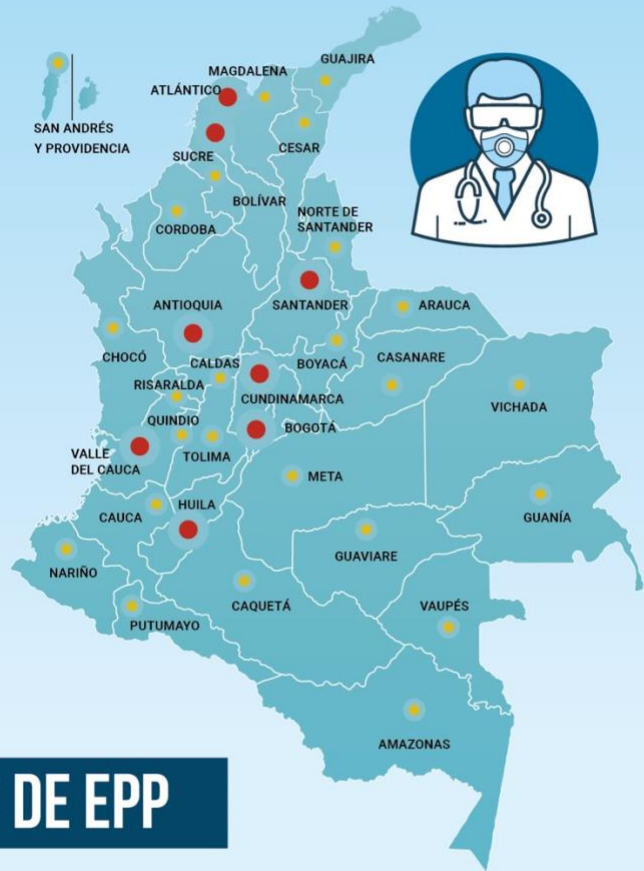 GUAJIRA
MAGDALENA
ATLÁNTICO
SAN ANDRÉS
Y PROVIDENCIA
SUCRE
CESAR
BOLÍVAR
CORDOBA
NORTE DE
SANTANDER
ANTIOQUIA
SANTANDER
ARAUCA
CHOCÓ
CALDAS
BOYACÁ
CASANARE
RISARALDA
CUNDINAMARCA
VICHADA
QUINDIO
BOGOTÁ
VALLE
DEL CAUCA
TOLIMA
META
CAUCA
HUILA
GUANÍA
GUAVIARE
NARIÑO
CAQUETÁ
VAUPÉS
PUTUMAYO
AMAZONAS
DE EPP